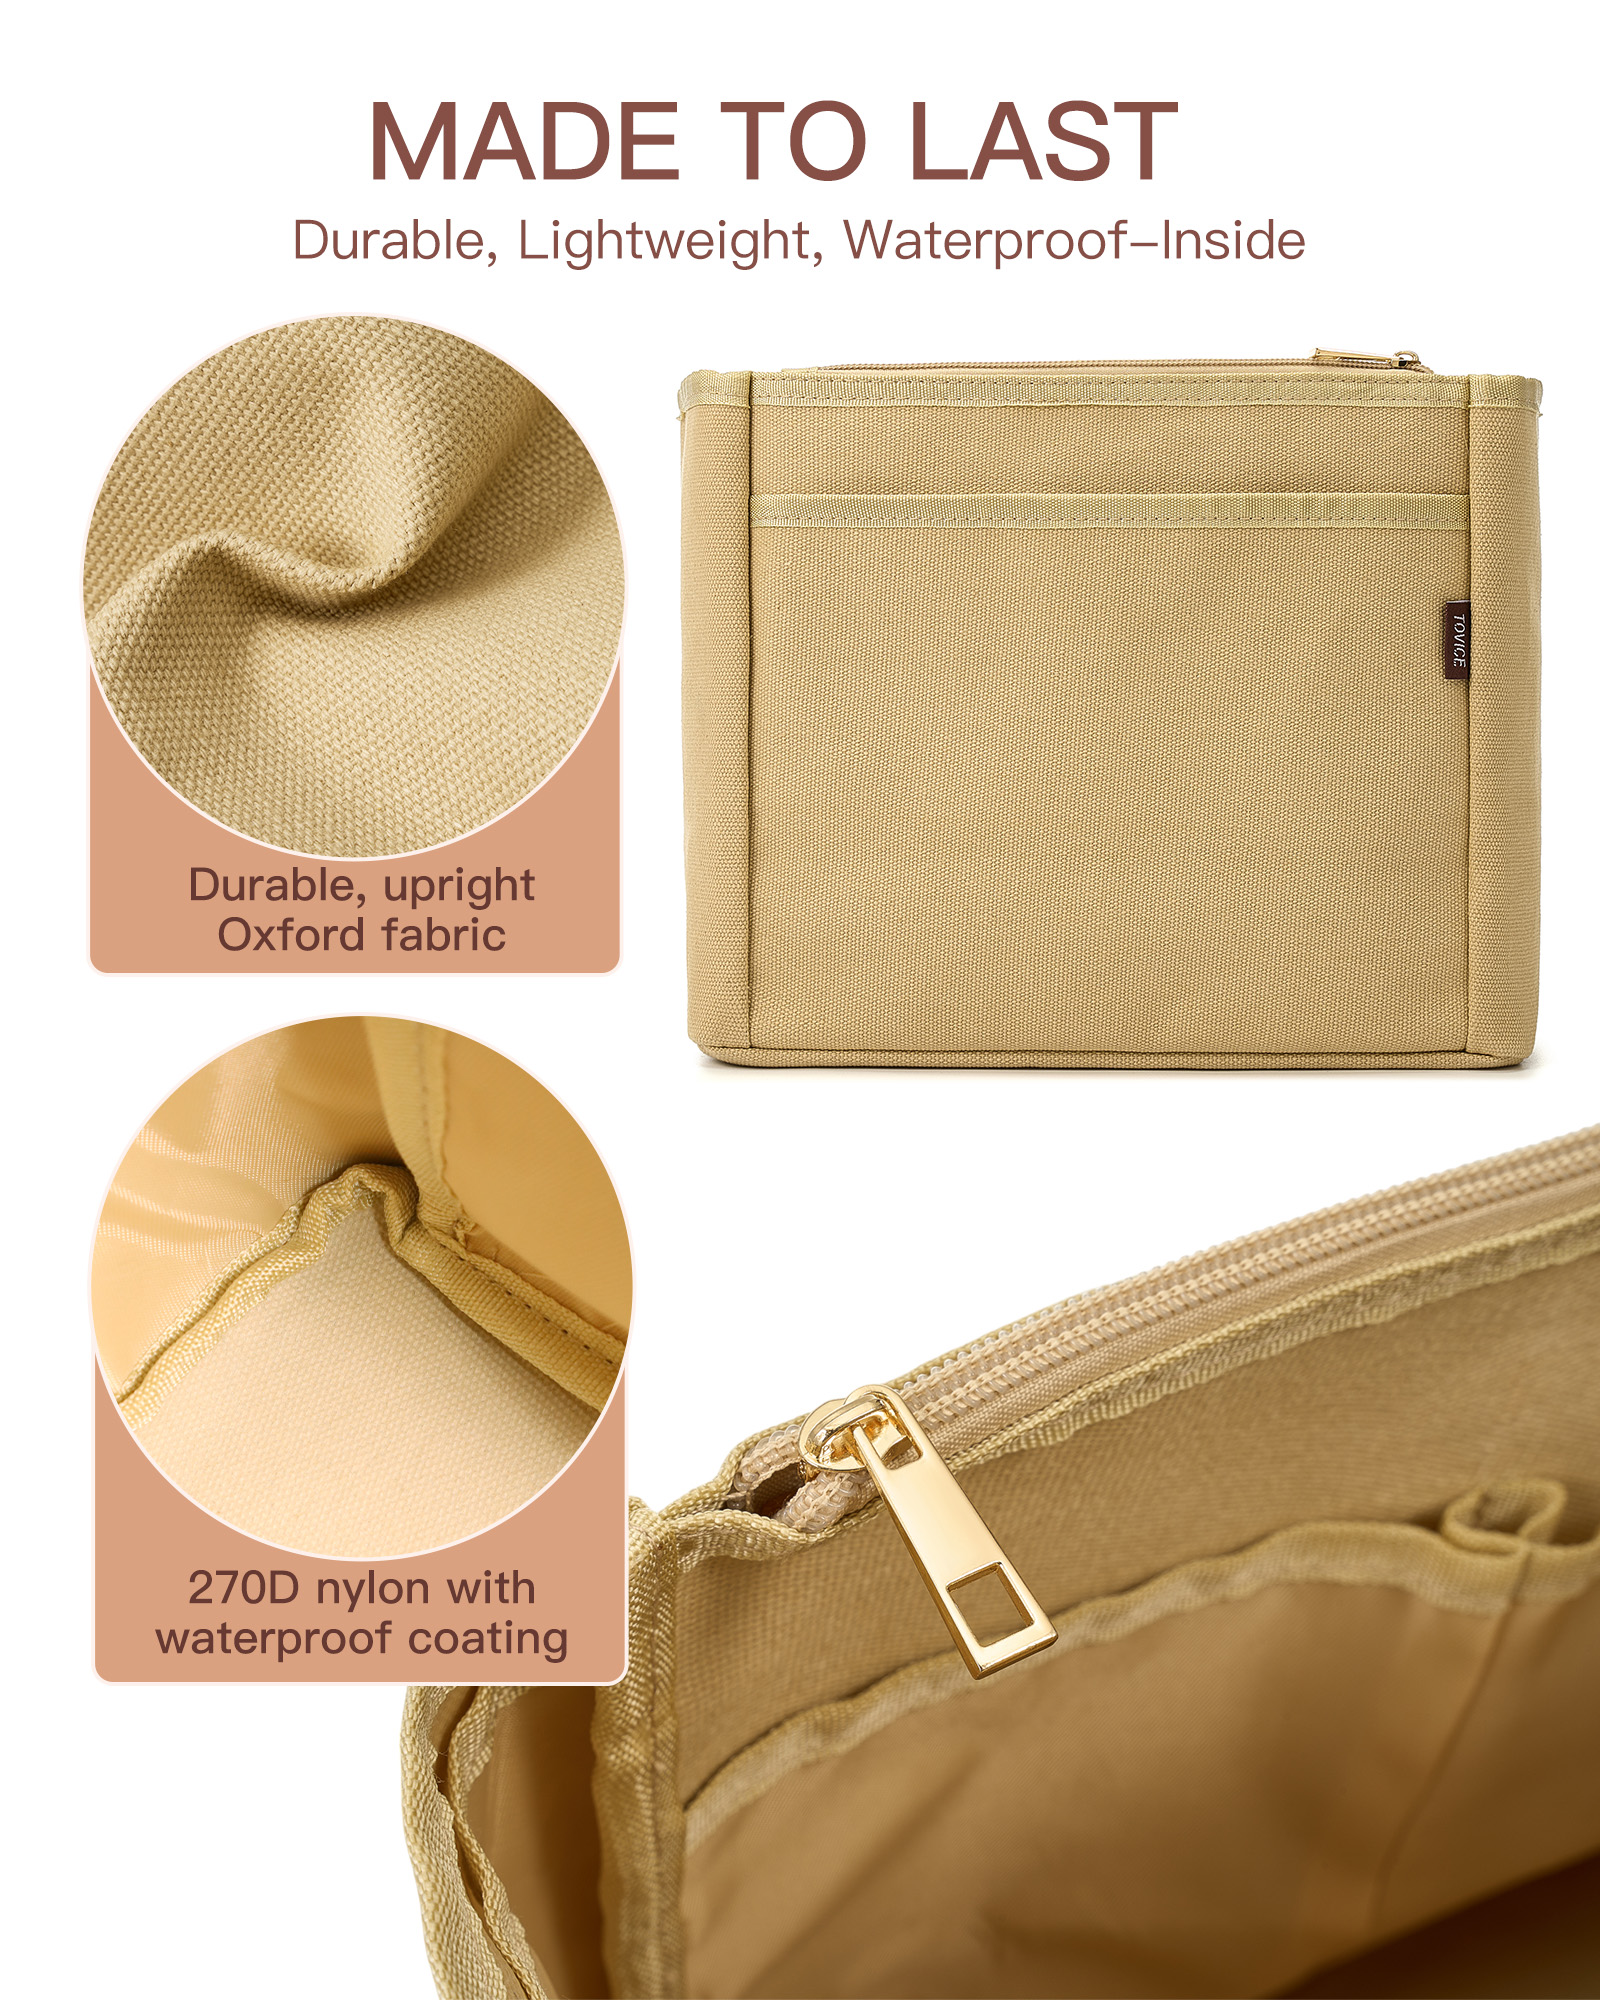 MADE TO LAST
Durable, Lightweight, Waterproof–Inside
TOVICE.
Durable, upright
Oxford fabric
270D nylon with
waterproof coating